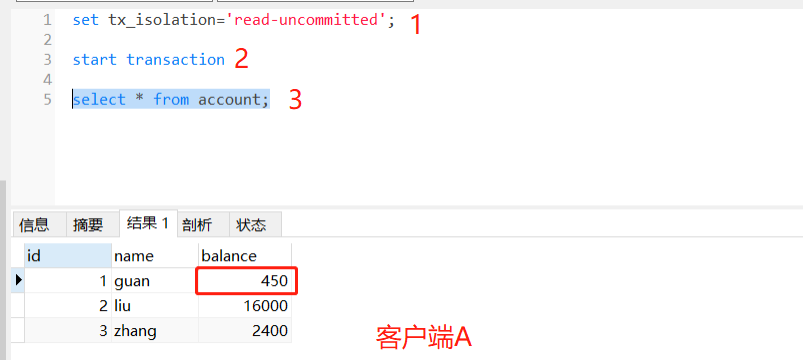 1 set tx_isolation='read-uncommitted'; 1
2
3 start transaction 2
4
5 select * from account; 3
信息 摘要 结果 1 剖析 状态
id name balance
1 guan 450
2 liu 16000
3 zhang 2400
客户端A